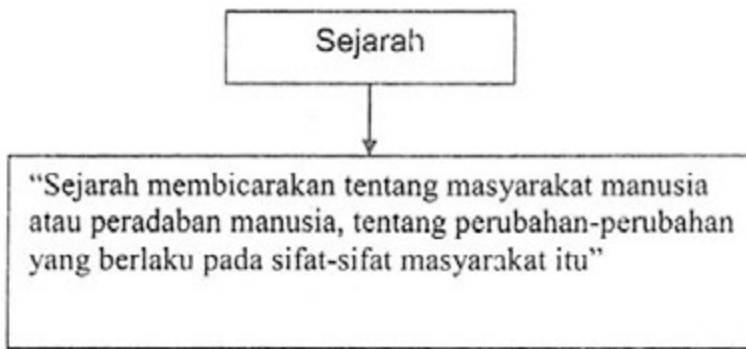 Sejarah
“Sejarah membicarakan tentang masyarakat manusia
atau peradaban manusia, tentang perubahan-perubahan
yang berlaku pada sifat-sifat masyarakat itu”